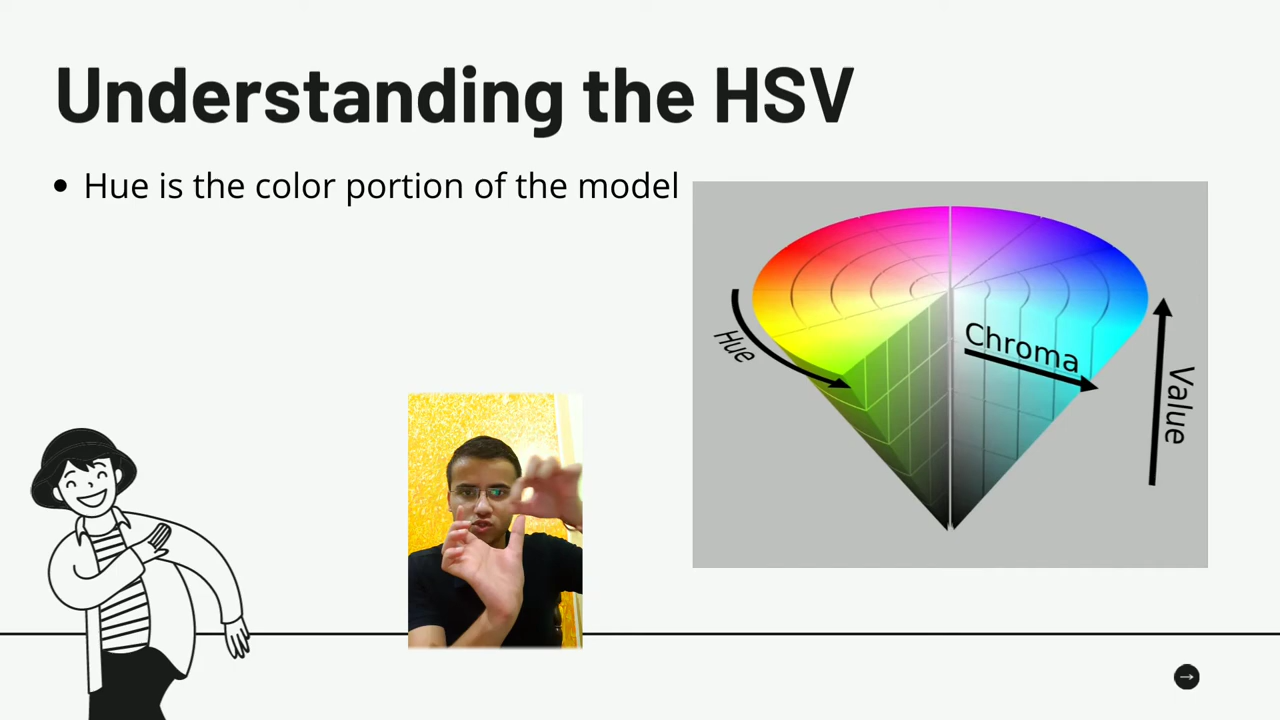 Understanding the HSV
• Hue is the color portion of the model
Hue
Chroma
Value